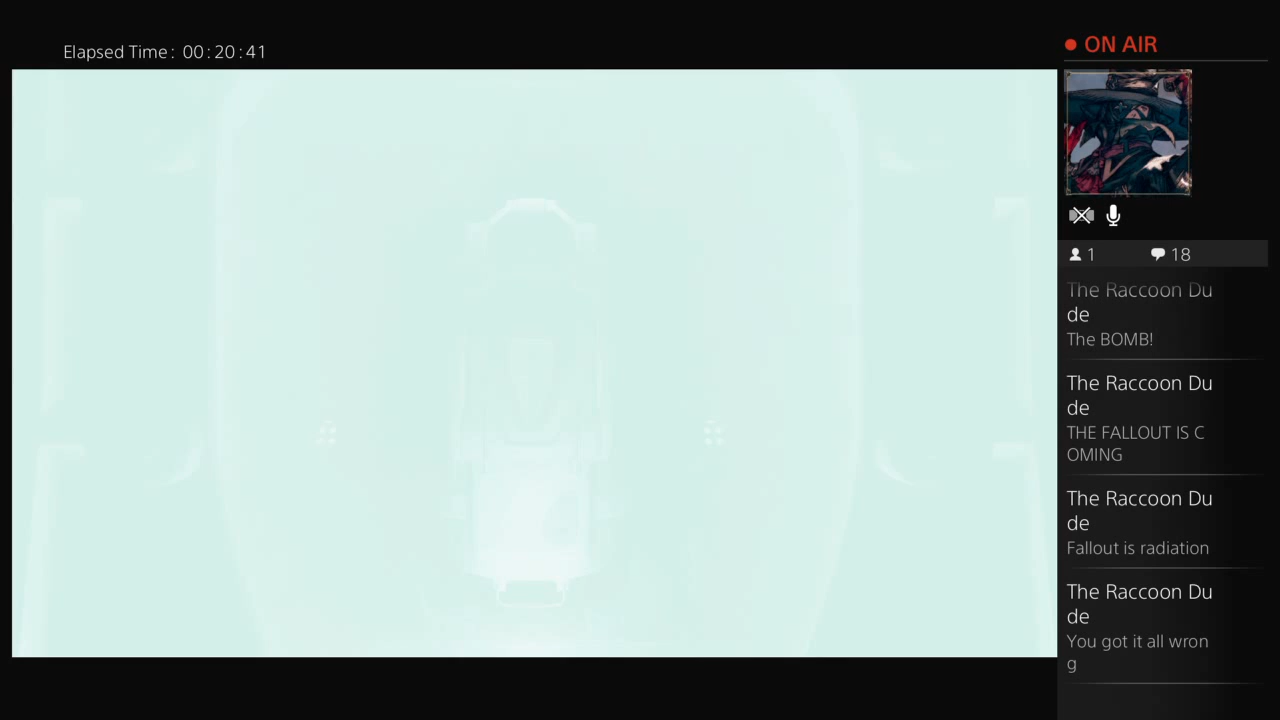 Elapsed Time: 00:20:41
ON AIR
1 18
The Raccoon Du
de
The BOMB!
The Raccoon Du
de
THE FALLOUT IS C
OMING
The Raccoon Du
de
Fallout is radiation
The Raccoon Du
de
You got it all wron
g